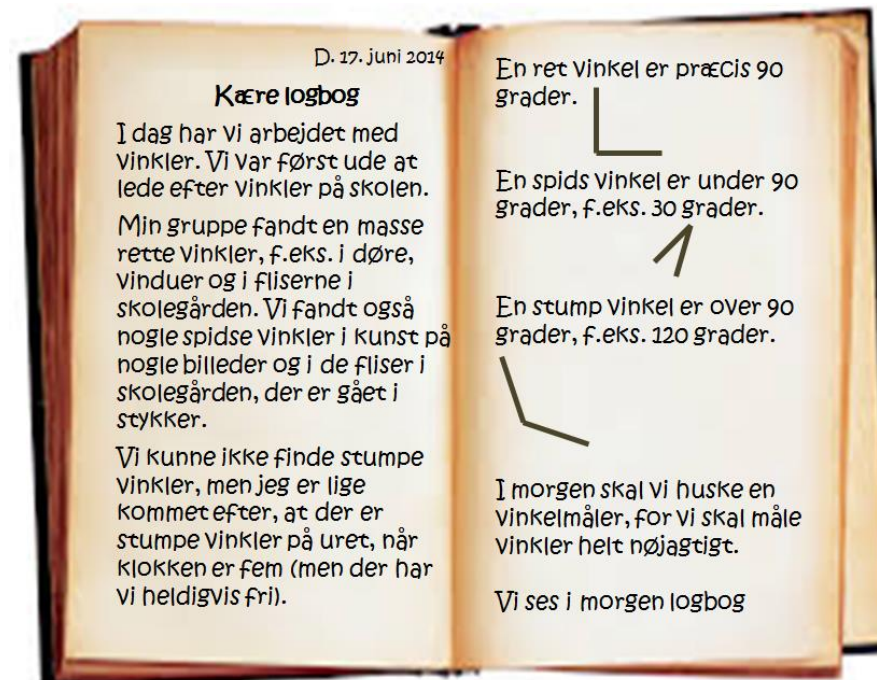 D. 17. juni 2014
Kære logbog
I dag har vi arbejdet med
vinkler. Vi var først ude at
lede efter vinkler på skolen.
Min gruppe fandt en masse
rette vinkler, f.eks. i døre,
vinduer og i fliserne i
skolegården. Vi fandt også
nogle spidse vinkler i kunst på
nogle billeder og i de fliser i
skolegården, der er gået i
stykker.
Vi kunne ikke finde stumpe
vinkler, men jeg er lige
kommet efter, at der er
stumpe vinkler på uret, når
klokken er fem (men der har
vi heldigvis fri).
En ret vinkel er præcis 90
grader.
En spids vinkel er under 90
grader, f.eks. 30 grader.
En stump vinkel er over 90
grader, f.eks. 120 grader.
I morgen skal vi huske en
vinkelmåler, for vi skal måle
vinkler helt nøjagtigt.
Vi ses i morgen logbog